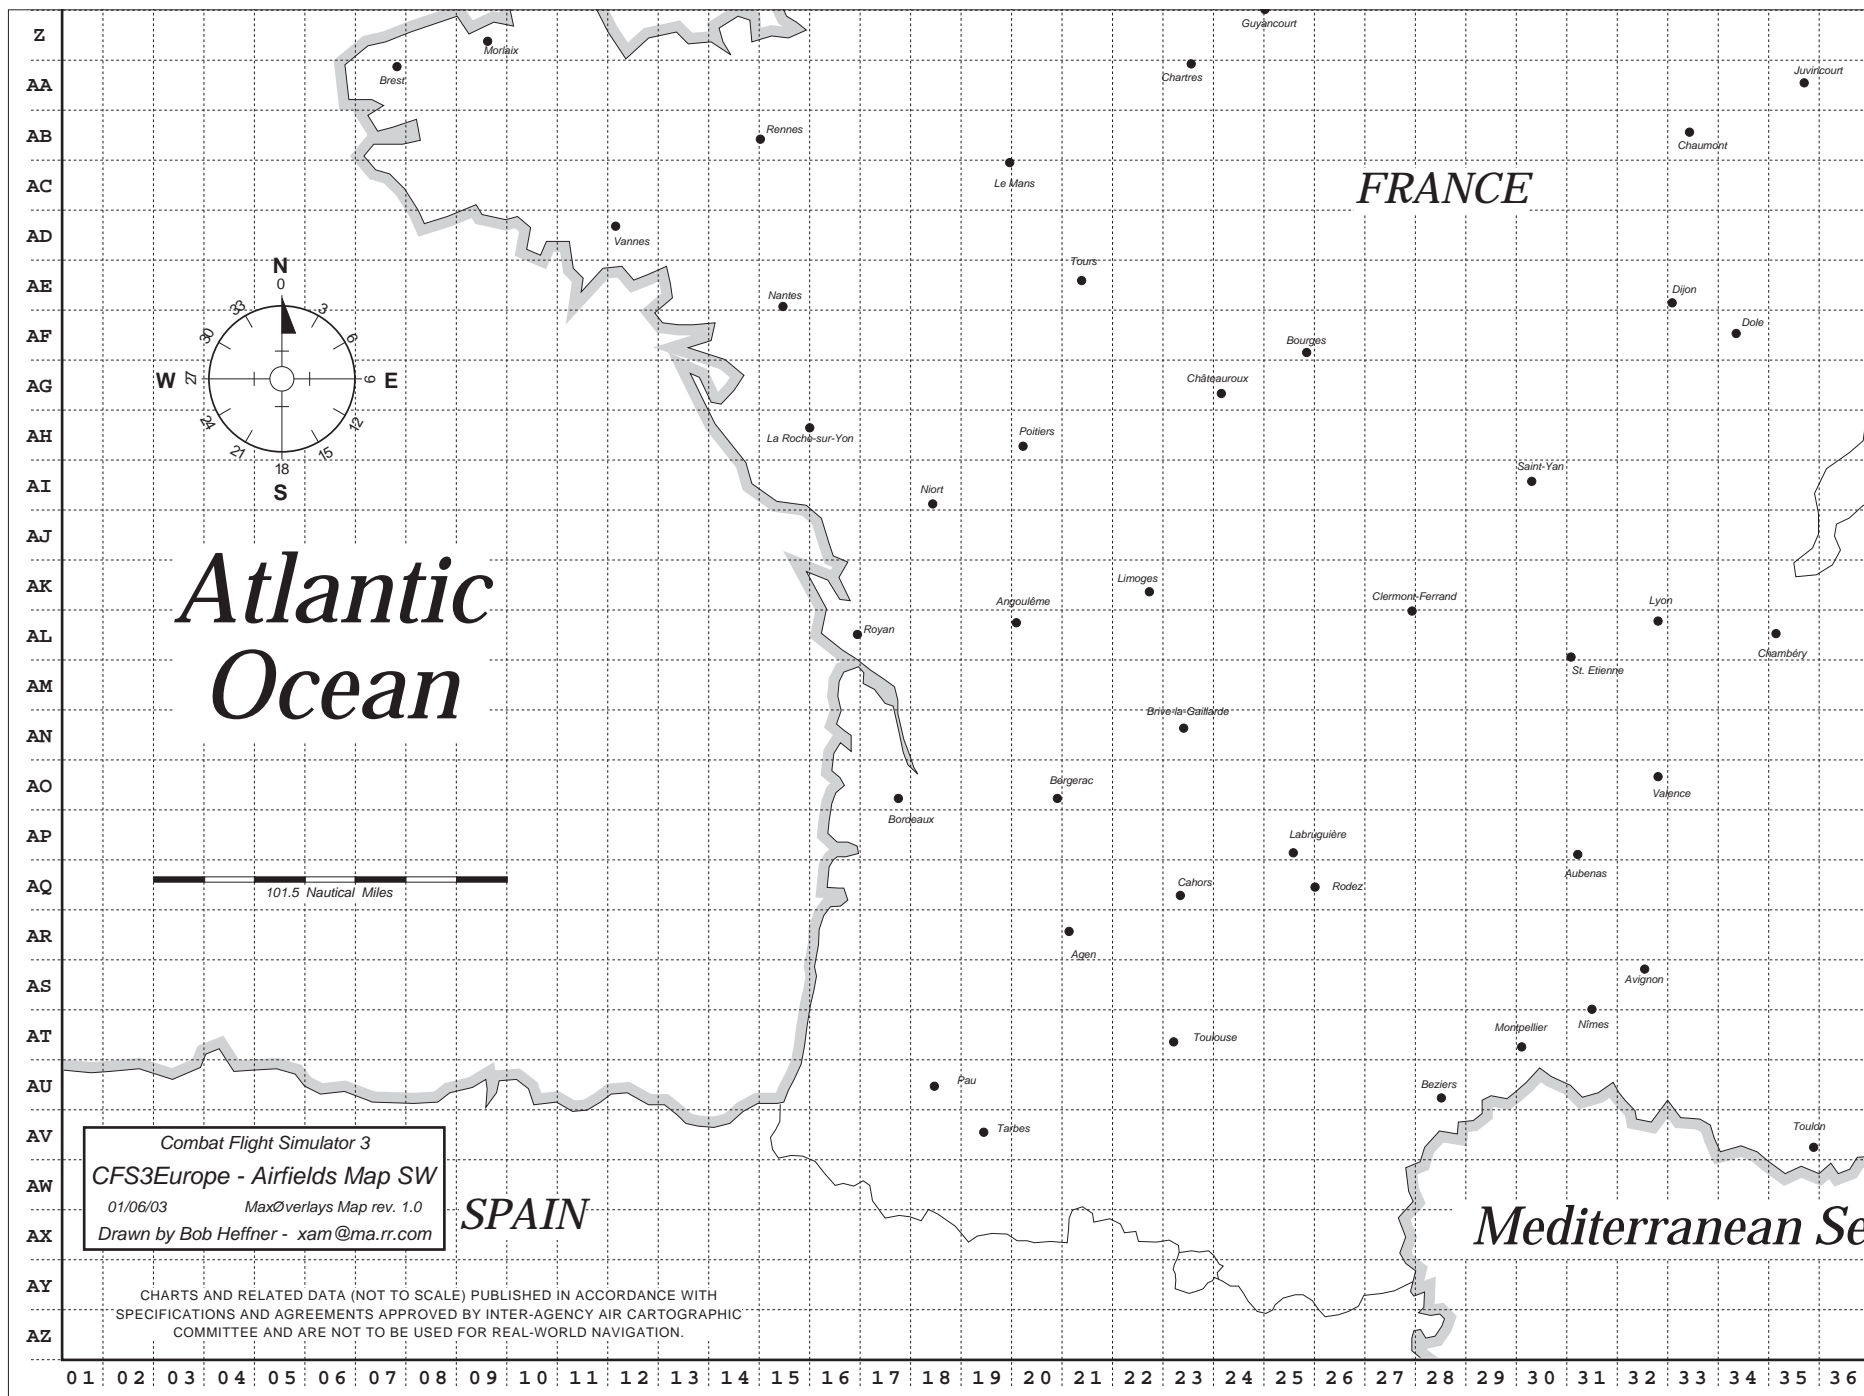 Z
Guyancourt
Morlaix
AA
Brest
Chartres
Juvincourt
AB
Rennes
Chaumont
AC
Le Mans
FRANCE
AD
Vannes
AE
Tours
Nantes
Dijon
AF
Dole
Bourges
AG
Châteauroux
AH
La Roche-sur-Yon
Poitiers
Saint-Yan
AI
Niort
AJ
AK
Limoges
Angoulême
Clermont-Ferrand
Lyon
AL
Royan
Chambéry
St. Etienne
AM
Brive-la-Gaillarde
AN
AO
Bergerac
Valence
Bordeaux
AP
Labruguière
Aubenas
AQ
Cahors
Rodez
AR
Agen
AS
Avignon
AT
Nîmes
Montpellier
Toulouse
AU
Pau
Beziers
AV
Tarbes
Toulon
AW
AX
AY
AZ
N
0
33
3
30
6
W
27
9
E
24
12
21
15
18
S
Atlantic
Ocean
101.5 Nautical Miles
Combat Flight Simulator 3
CFS3Europe - Airfields Map SW
01/06/03 MaxØverlays Map rev. 1.0
Drawn by Bob Heffner - xam@ma.rr.com
SPAIN
Mediterranean Se
CHARTS AND RELATED DATA (NOT TO SCALE) PUBLISHED IN ACCORDANCE WITH
SPECIFICATIONS AND AGREEMENTS APPROVED BY INTER-AGENCY AIR CARTOGRAPHIC
COMMITTEE AND ARE NOT TO BE USED FOR REAL-WORLD NAVIGATION.
01 02 03 04 05 06 07 08 09 10 11 12 13 14 15 16 17 18 19 20 21 22 23 24 25 26 27 28 29 30 31 32 33 34 35 36